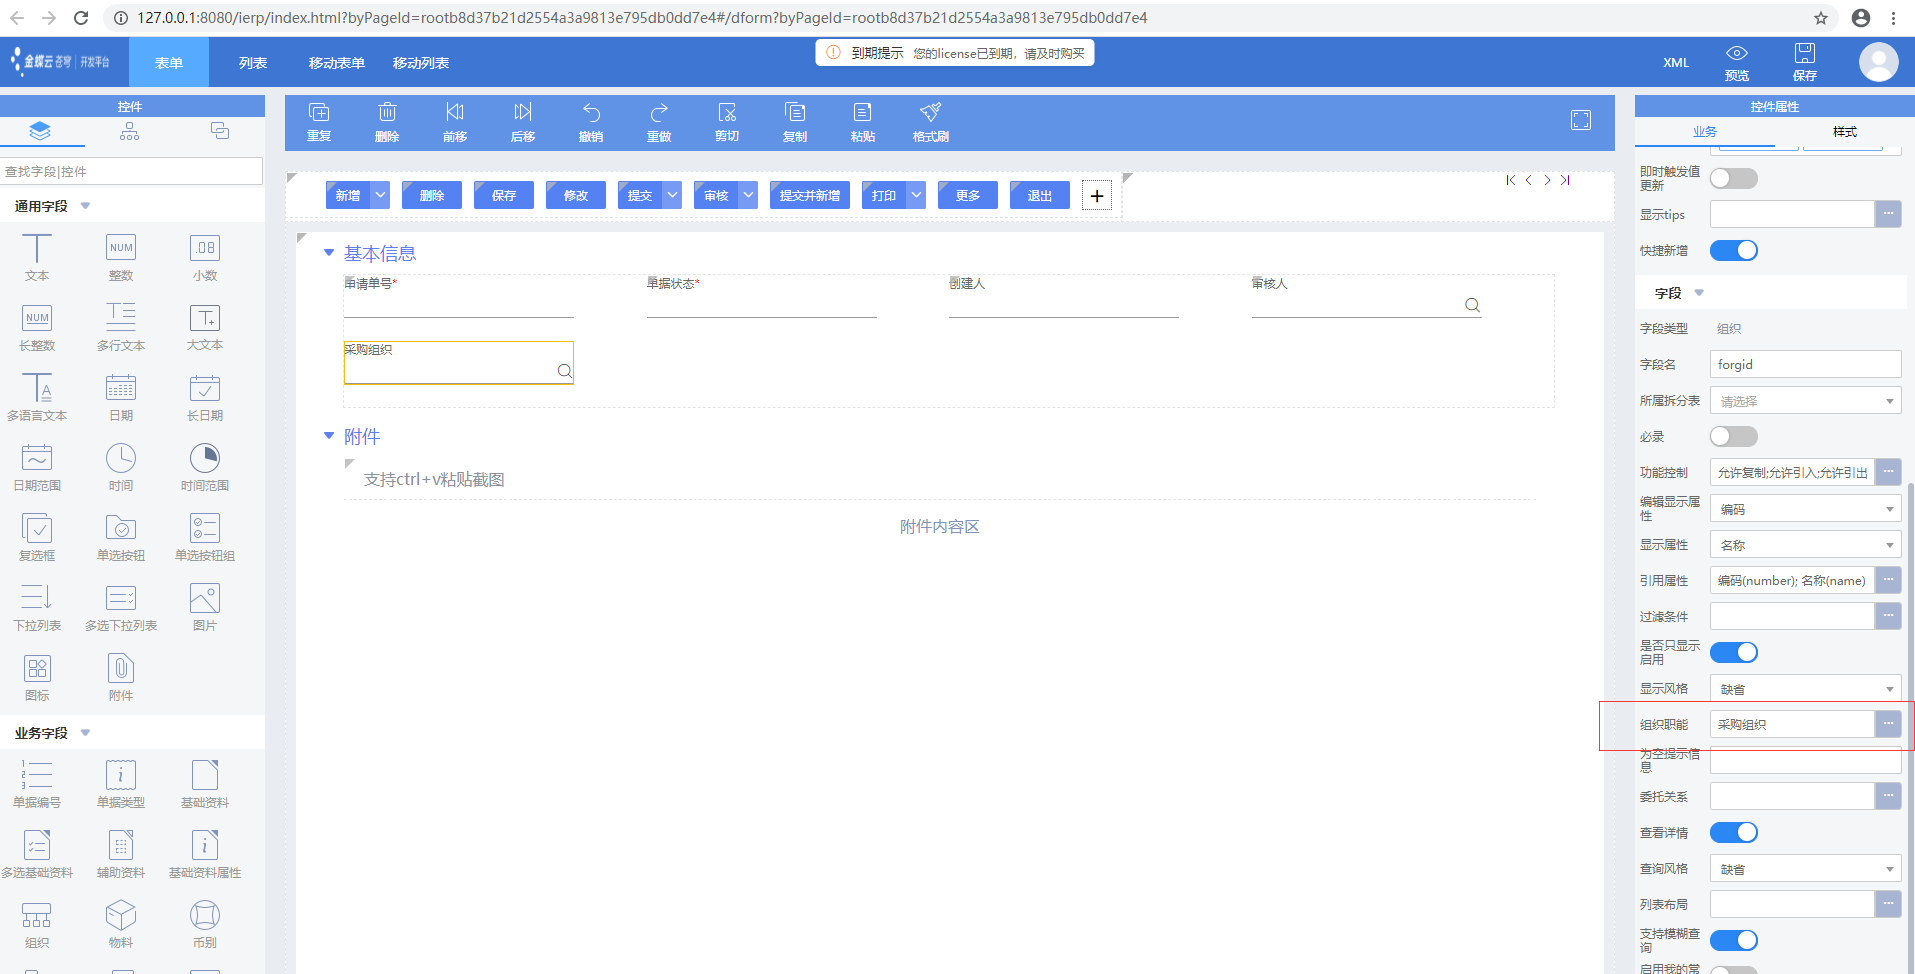 127.0.0.1:8080/ierp/index.html?byPageId=rootb8d37b21d2554a3a9813e795db0dd7e4#/dform?byPageId=rootb8d37b21d2554a3a9813e795db0dd7e4
金蝶云 苍穹 | 开发平台
表单
列表
移动表单
移动列表
到期提示 您的license已到期，请及时购买
XML
预览
保存
控件
查找字段|控件
通用字段
文本
整数
小数
长整数
多行文本
大文本
多语言文本
日期
长日期
日期范围
时间
时间范围
复选框
单选按钮
单选按钮组
下拉列表
多选下拉列表
图片
图标
附件
业务字段
单据编号
单据类型
基础资料
多选基础资料
辅助资料
基础资料属性
组织
物料
币别
重复
删除
前移
后移
撤销
重做
剪切
复制
粘贴
格式刷
新增
删除
保存
修改
提交
审核
提交并新增
打印
更多
退出
+
基本信息
申请单号*
单据状态*
创建人
审核人
采购组织
附件
支持ctrl+v粘贴截图
附件内容区
控件属性
业务
样式
即时触发值更新
显示tips
快捷新增
字段
字段类型 组织
字段名 forgid
所属拆分表 请选择
必录
功能控制 允许复制;允许引入;允许引出
编辑显示属性 编码
显示属性 名称
引用属性 编码(number); 名称(name)
过滤条件
是否只显示启用
显示风格 缺省
组织职能 采购组织
为空提示信息
委托关系
查看详情
查询风格 缺省
列表布局
支持模糊查询
启用我的常